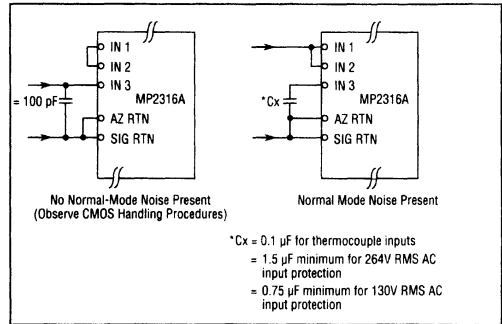 IN 1
IN 2
IN 3
MP2316A
= 100 pF
AZ RTN
SIG RTN
No Normal-Mode Noise Present
(Observe CMOS Handling Procedures)
IN 1
IN 2
IN 3
MP2316A
*Cx
AZ RTN
SIG RTN
Normal Mode Noise Present
*Cx = 0.1 µF for thermocouple inputs
= 1.5 µF minimum for 264V RMS AC
input protection
= 0.75 µF minimum for 130V RMS AC
input protection